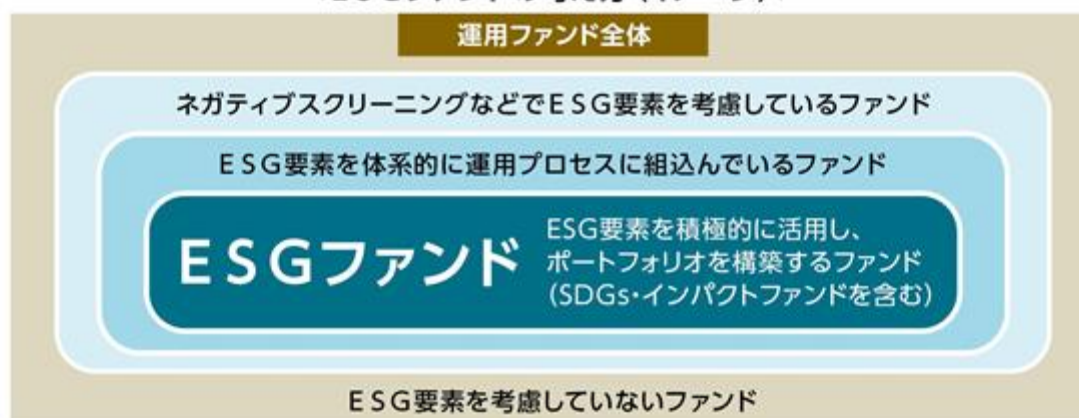 運用ファンド全体
ネガティブスクリーニングなどでESG要素を考慮しているファンド
ESG要素を体系的に運用プロセスに組込んでいるファンド
ESGファンド
ESG要素を積極的に活用し、
ポートフォリオを構築するファンド
(SDGs・インパクトファンドを含む)
ESG要素を考慮していないファンド